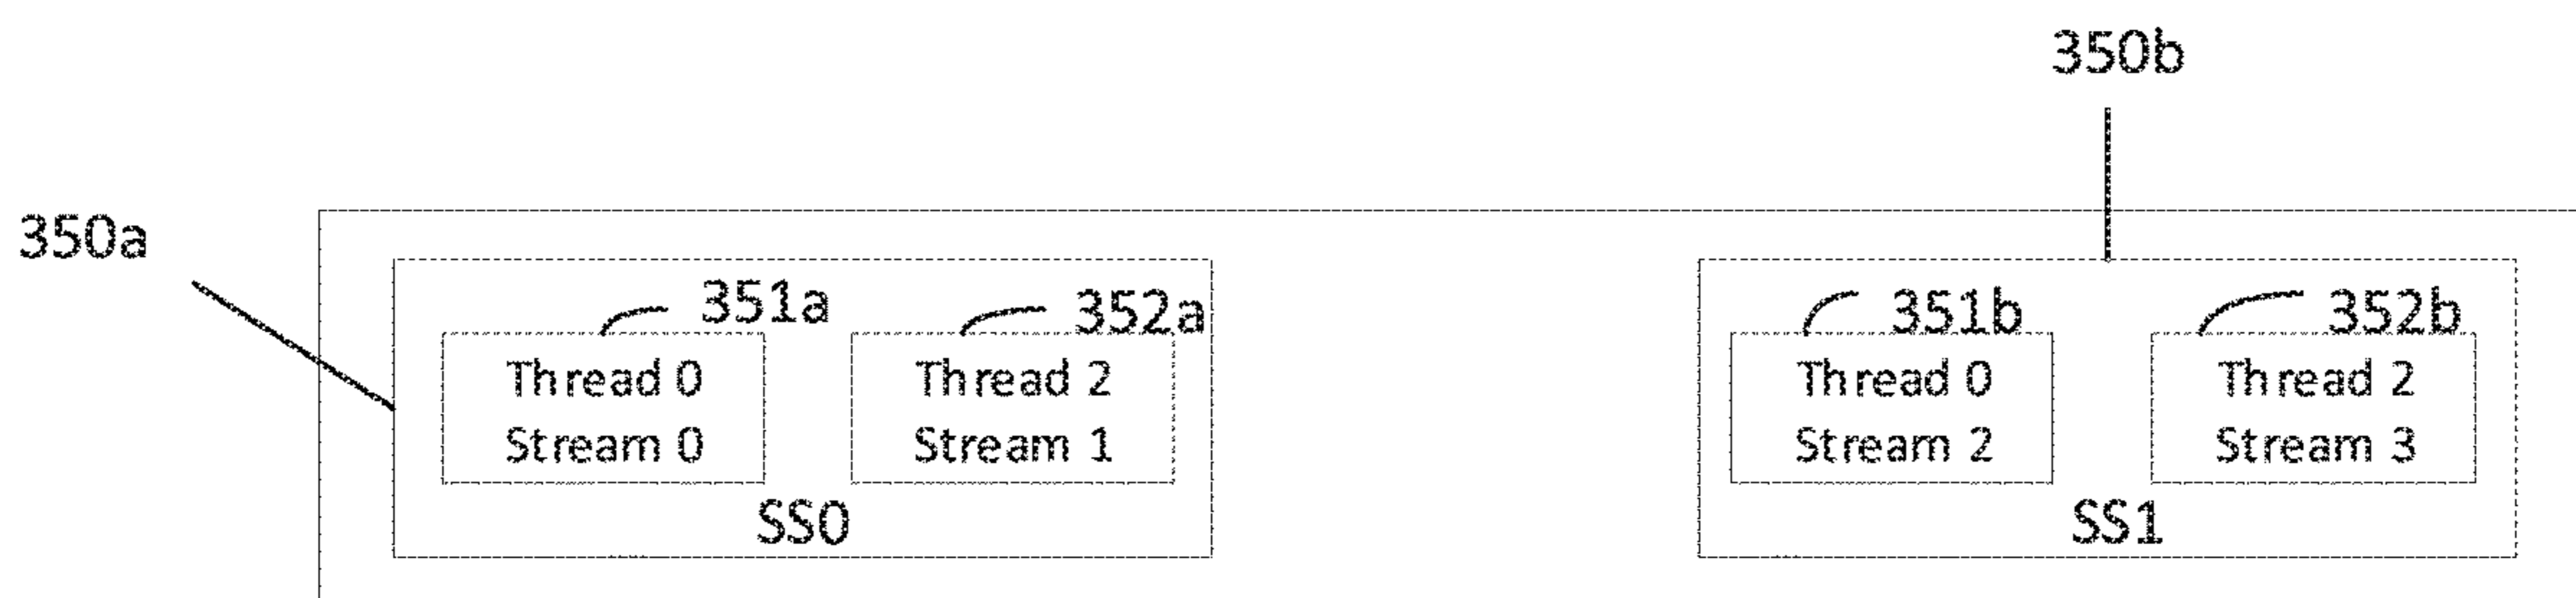 350b
350a
351a
352a
351b
352b
Thread 0
Stream 0
Thread 2
Stream 1
Thread 0
Stream 2
Thread 2
Stream 3
SS0
SS1